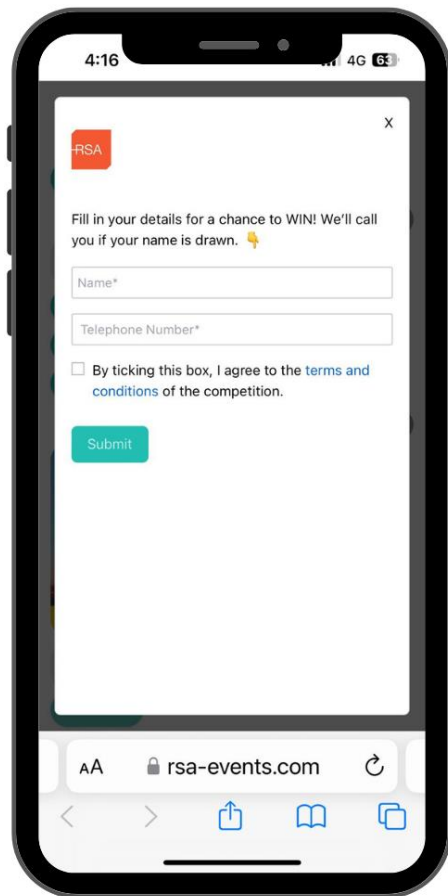 4:16
4G 63
X
RSA
Fill in your details for a chance to WIN! We'll call
you if your name is drawn. 👇
Name*
Telephone Number*
By ticking this box, I agree to the terms and
conditions of the competition.
Submit
AA rsa-events.com